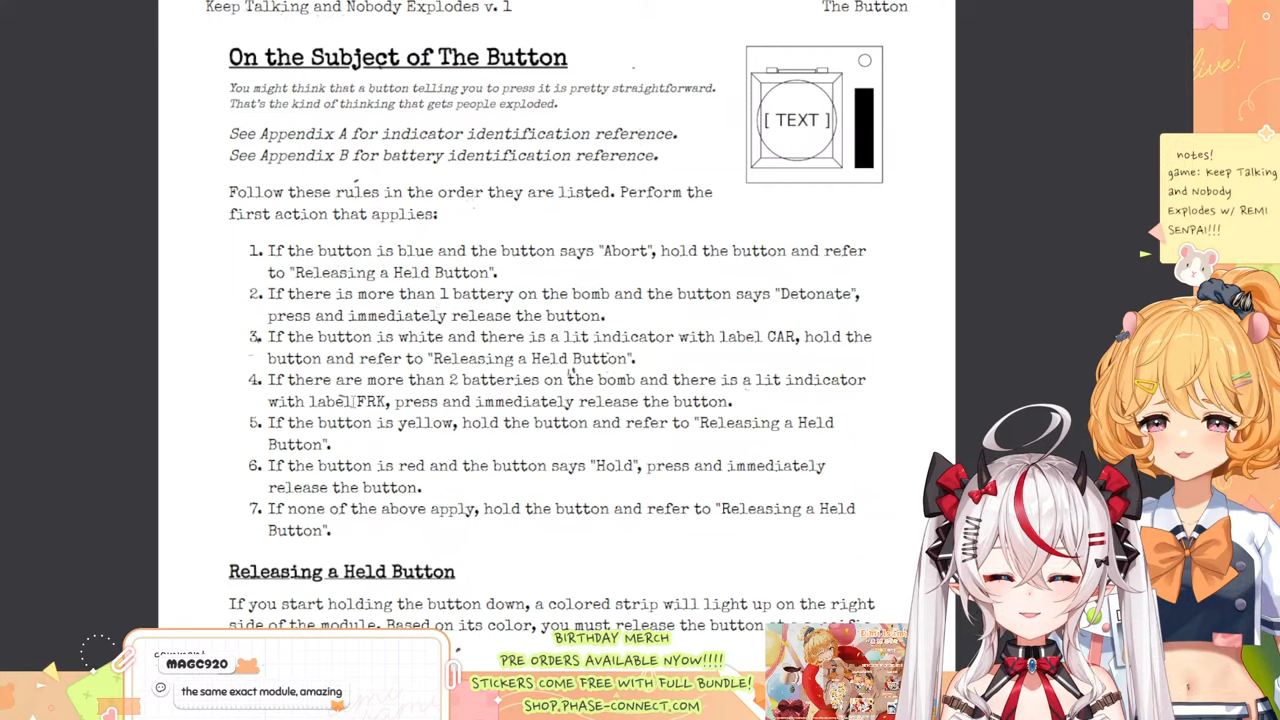 Keep Talking and Nobody Explodes v. 1
The Button
On the Subject of The Button
You might think that a button telling you to press it is pretty straightforward.
That's the kind of thinking that gets people exploded.
See Appendix A for indicator identification reference.
See Appendix B for battery identification reference.
[ TEXT ]
Follow these rules in the order they are listed. Perform the
first action that applies:
1. If the button is blue and the button says "Abort", hold the button and refer
to "Releasing a Held Button".
2. If there is more than 1 battery on the bomb and the button says "Detonate",
press and immediately release the button.
3. If the button is white and there is a lit indicator with label CAR, hold the
button and refer to "Releasing a Held Button".
4. If there are more than 2 batteries on the bomb and there is a lit indicator
with label FRK, press and immediately release the button.
5. If the button is yellow, hold the button and refer to "Releasing a Held
Button".
6. If the button is red and the button says "Hold", press and immediately
release the button.
7. If none of the above apply, hold the button and refer to "Releasing a Held
Button".
Releasing a Held Button
If you start holding the button down, a colored strip will light up on the right
side of the module. Based on its color, you must release the button
live!
notes!
game: Keep Talking
and Nobody
Explodes w/ REMI
SENPAI!!!
MAGC920
the same exact module, amazing
BIRTHDAY MERCH
PRE ORDERS AVAILABLE NYOW!!!!
STICKERS COME FREE WITH FULL BUNDLE!
SHOP.PHASE-CONNECT.COM